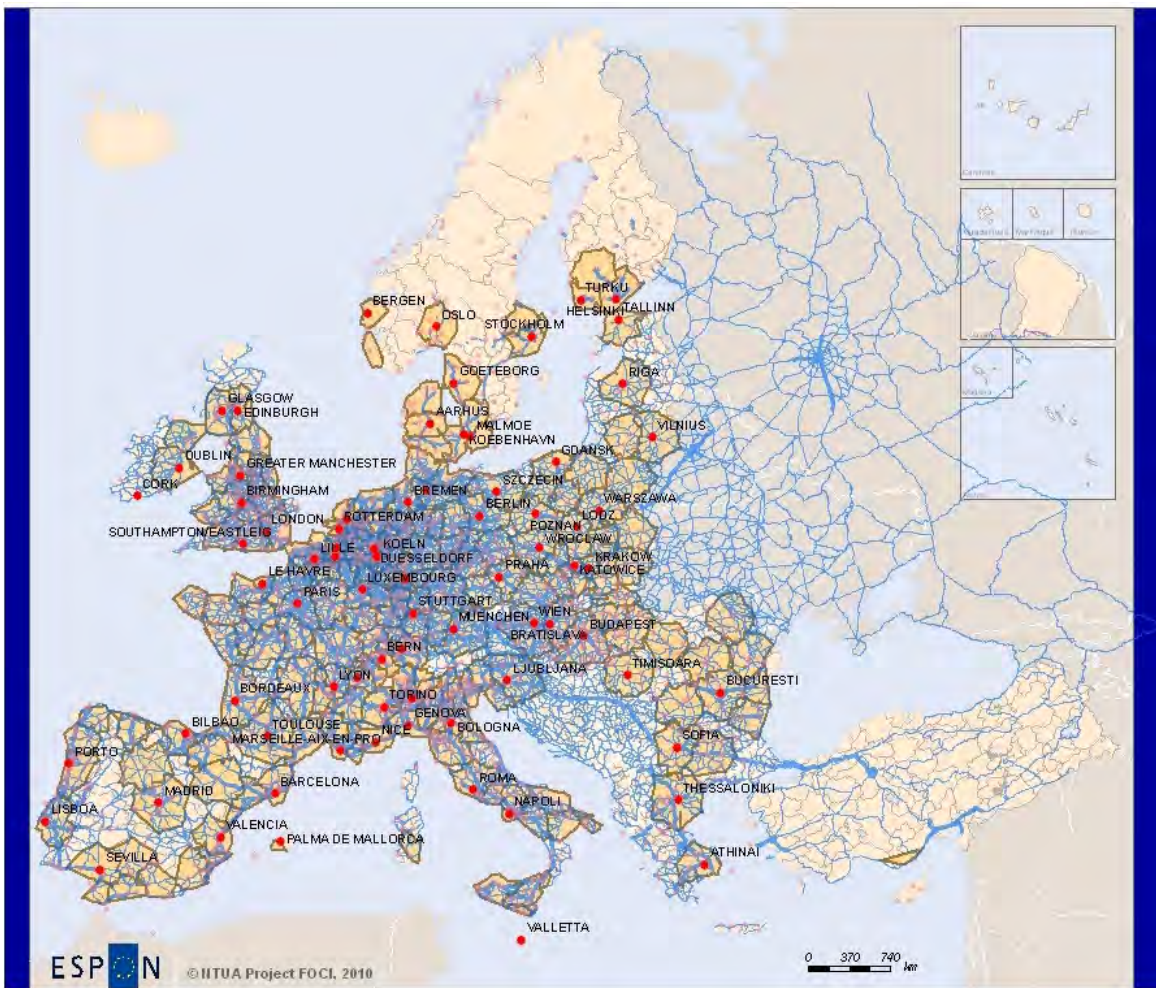 BERGEN
OSLO
STOCKHOLM
TURKU
HELSINKI
TALLINN
GOETEBORG
RIGA
GLASGOW
EDINBURGH
AARHUS
MALMOE
KOEBENHAVN
VILNIUS
DUBLIN
GREATER MANCHESTER
GDANSK
CORK
BIRMINGHAM
BREMEN
SZCZECIN
BERLIN
WARSZAWA
LODZ
SOUTHAMPTON/EASTLEIG
LONDON
ROTTERDAM
POZNAN
WROCLAW
LILLE
KOELN
DUESSELDORF
KRAKOW
KATOWICE
LE HAVRE
LUXEMBOURG
PRAHA
PARIS
STUTTGART
MUENCHEN
WIEN
BRATISLAVA
BUDAPEST
BERN
LJUBLJANA
TIMISOARA
LYON
BUCURESTI
BORDEAUX
TORINO
GENOVA
BILBAO
TOULOUSE
NICE
BOLOGNA
MARSEILLE-AIX-EN-PRO
SOFIA
PORTO
BARCELONA
ROMA
THESSALONIKI
MADRID
LISBOA
NAPOLI
VALENCIA
PALMA DE MALLORCA
SEVILLA
ATHINAI
VALLETTA
ESPON
© NTUA Project FOCI, 2010
0 370 740
km